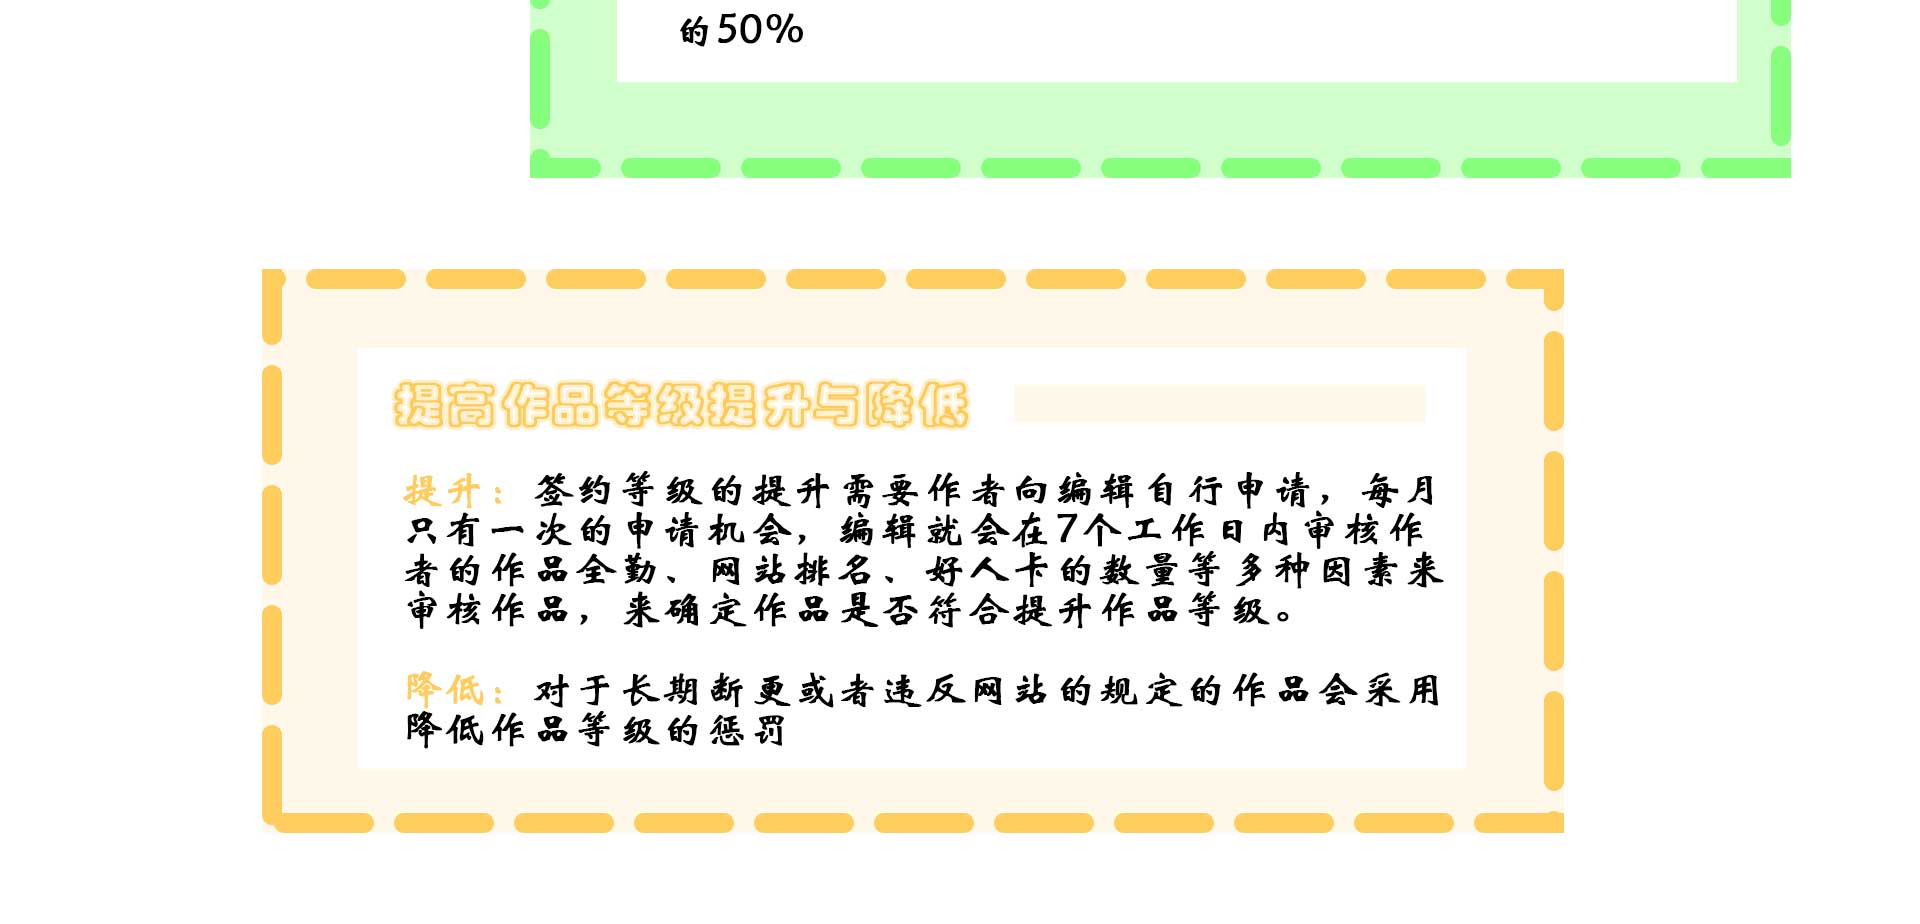 的50%
提高作品等级提升与降低
提升：签约等级的提升需要作者向编辑自行申请，每月
只有一次的申请机会，编辑就会在7个工作日内审核作
者的作品全勤、网站排名、好人卡的数量等多种因素来
审核作品，来确定作品是否符合提升作品等级。
降低：对于长期断更或者违反网站的规定的作品会采用
降低作品等级的惩罚